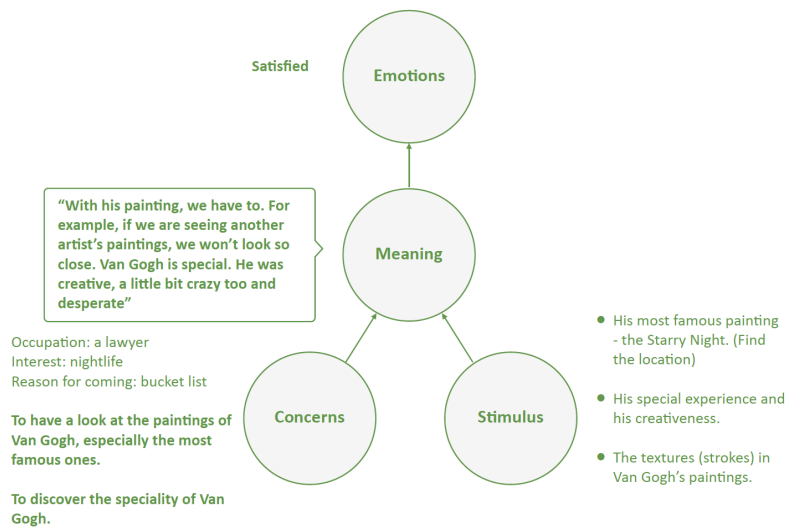 Emotions
Satisfied
“With his painting, we have to. For
example, if we are seeing another
artist’s paintings, we won’t look so
close. Van Gogh is special. He was
creative, a little bit crazy too and
desperate”
Meaning
Occupation: a lawyer
Interest: nightlife
Reason for coming: bucket list
To have a look at the paintings of
Van Gogh, especially the most
famous ones.
To discover the speciality of Van
Gogh.
Concerns
Stimulus
• His most famous painting
- the Starry Night. (Find
the location)
• His special experience and
his creativeness.
• The textures (strokes) in
Van Gogh’s paintings.